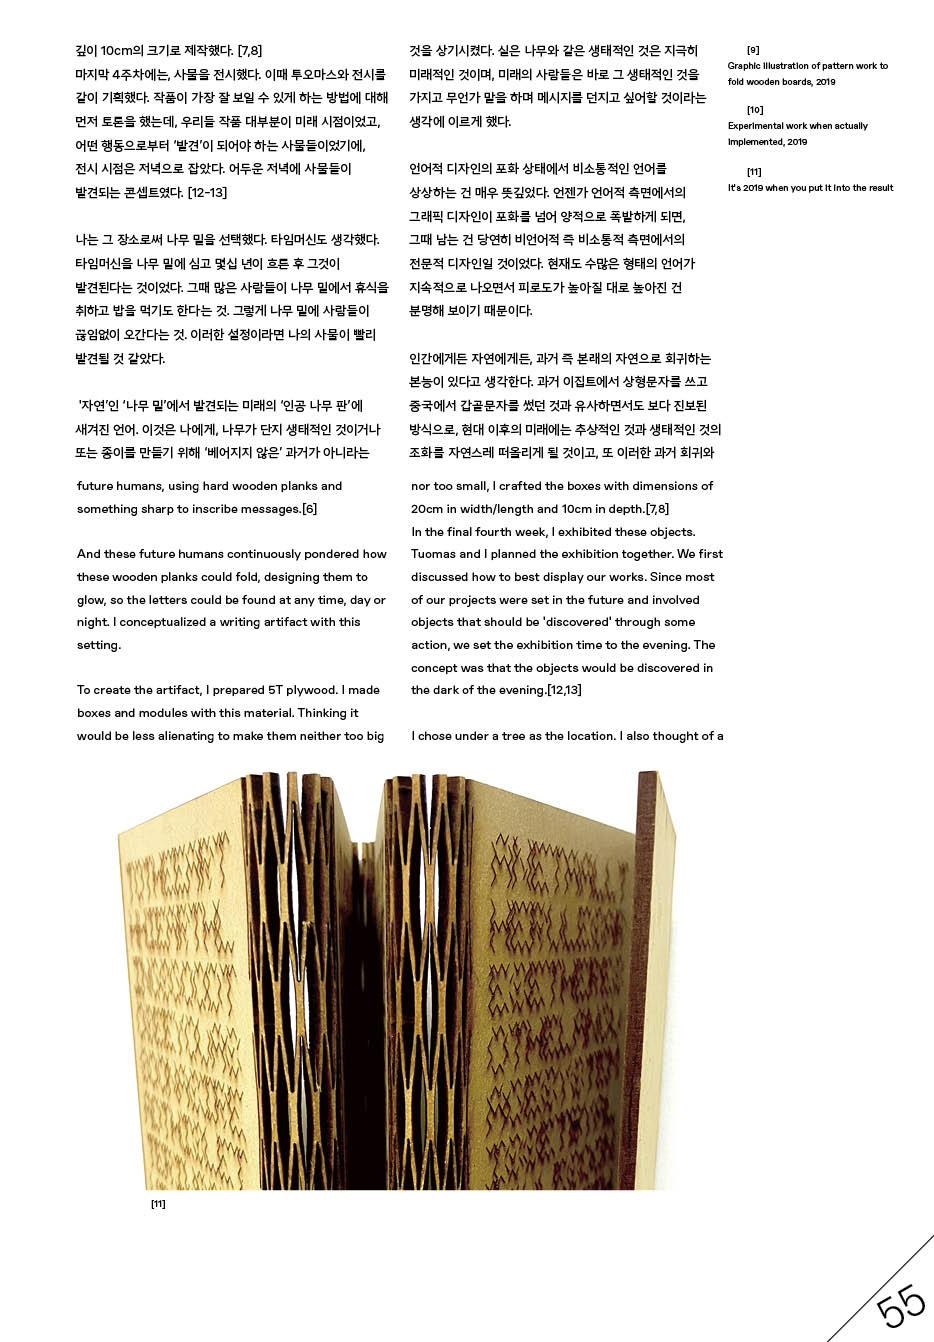 깊이 10cm의 크기로 제작했다. [7,8]
마지막 4주차에는, 사물을 전시했다. 이때 투오마스와 전시를
같이 기획했다. 작품이 가장 잘 보일 수 있게 하는 방법에 대해
먼저 토론을 했는데, 우리들 작품 대부분이 미래 시점이었고,
어떤 행동으로부터 ‘발견’이 되어야 하는 사물들이었기에,
전시 시점은 저녁으로 잡았다. 어두운 저녁에 사물들이
발견되는 콘셉트였다. [12-13]
나는 그 장소로써 나무 밑을 선택했다. 타임머신도 생각했다.
타임머신을 나무 밑에 심고 몇십 년이 흐른 후 그것이
발견된다는 것이었다. 그때 많은 사람들이 나무 밑에서 휴식을
취하고 밥을 먹기도 한다는 것. 그렇게 나무 밑에 사람들이
끊임없이 오간다는 것. 이러한 설정이라면 나의 사물이 빨리
발견될 것 같았다.
'자연’인 ‘나무 밑’에서 발견되는 미래의 ‘인공 나무 판’에
새겨진 언어. 이것은 나에게, 나무가 단지 생태적인 것이거나
또는 종이를 만들기 위해 ‘베어지지 않은’ 과거가 아니라는
것을 상기시켰다. 실은 나무와 같은 생태적인 것은 지극히
미래적인 것이며, 미래의 사람들은 바로 그 생태적인 것을
가지고 무언가 말을 하며 메시지를 던지고 싶어할 것이라는
생각에 이르게 했다.
언어적 디자인의 포화 상태에서 비소통적인 언어를
상상하는 건 매우 뜻깊었다. 언젠가 언어적 측면에서의
그래픽 디자인이 포화를 넘어 양적으로 폭발하게 되면,
그때 남는 건 당연히 비언어적 즉 비소통적 측면에서의
전문적 디자인일 것이었다. 현재도 수많은 형태의 언어가
지속적으로 나오면서 피로도가 높아질 대로 높아진 건
분명해 보이기 때문이다.
인간에게든 자연에게든, 과거 즉 본래의 자연으로 회귀하는
본능이 있다고 생각한다. 과거 이집트에서 상형문자를 쓰고
중국에서 갑골문자를 썼던 것과 유사하면서도 보다 진보된
방식으로, 현대 이후의 미래에는 추상적인 것과 생태적인 것의
조화를 자연스레 떠올리게 될 것이고, 또 이러한 과거 회귀와
[9]
Graphic illustration of pattern work to
fold wooden boards, 2019
[10]
Experimental work when actually
implemented, 2019
[11]
It's 2019 when you put it into the result
future humans, using hard wooden planks and
something sharp to inscribe messages.[6]
And these future humans continuously pondered how
these wooden planks could fold, designing them to
glow, so the letters could be found at any time, day or
night. I conceptualized a writing artifact with this
setting.
To create the artifact, I prepared 5T plywood. I made
boxes and modules with this material. Thinking it
would be less alienating to make them neither too big
nor too small, I crafted the boxes with dimensions of
20cm in width/length and 10cm in depth.[7,8]
In the final fourth week, I exhibited these objects.
Tuomas and I planned the exhibition together. We first
discussed how to best display our works. Since most
of our projects were set in the future and involved
objects that should be 'discovered' through some
action, we set the exhibition time to the evening. The
concept was that the objects would be discovered in
the dark of the evening.[12,13]
I chose under a tree as the location. I also thought of a
[11]
55